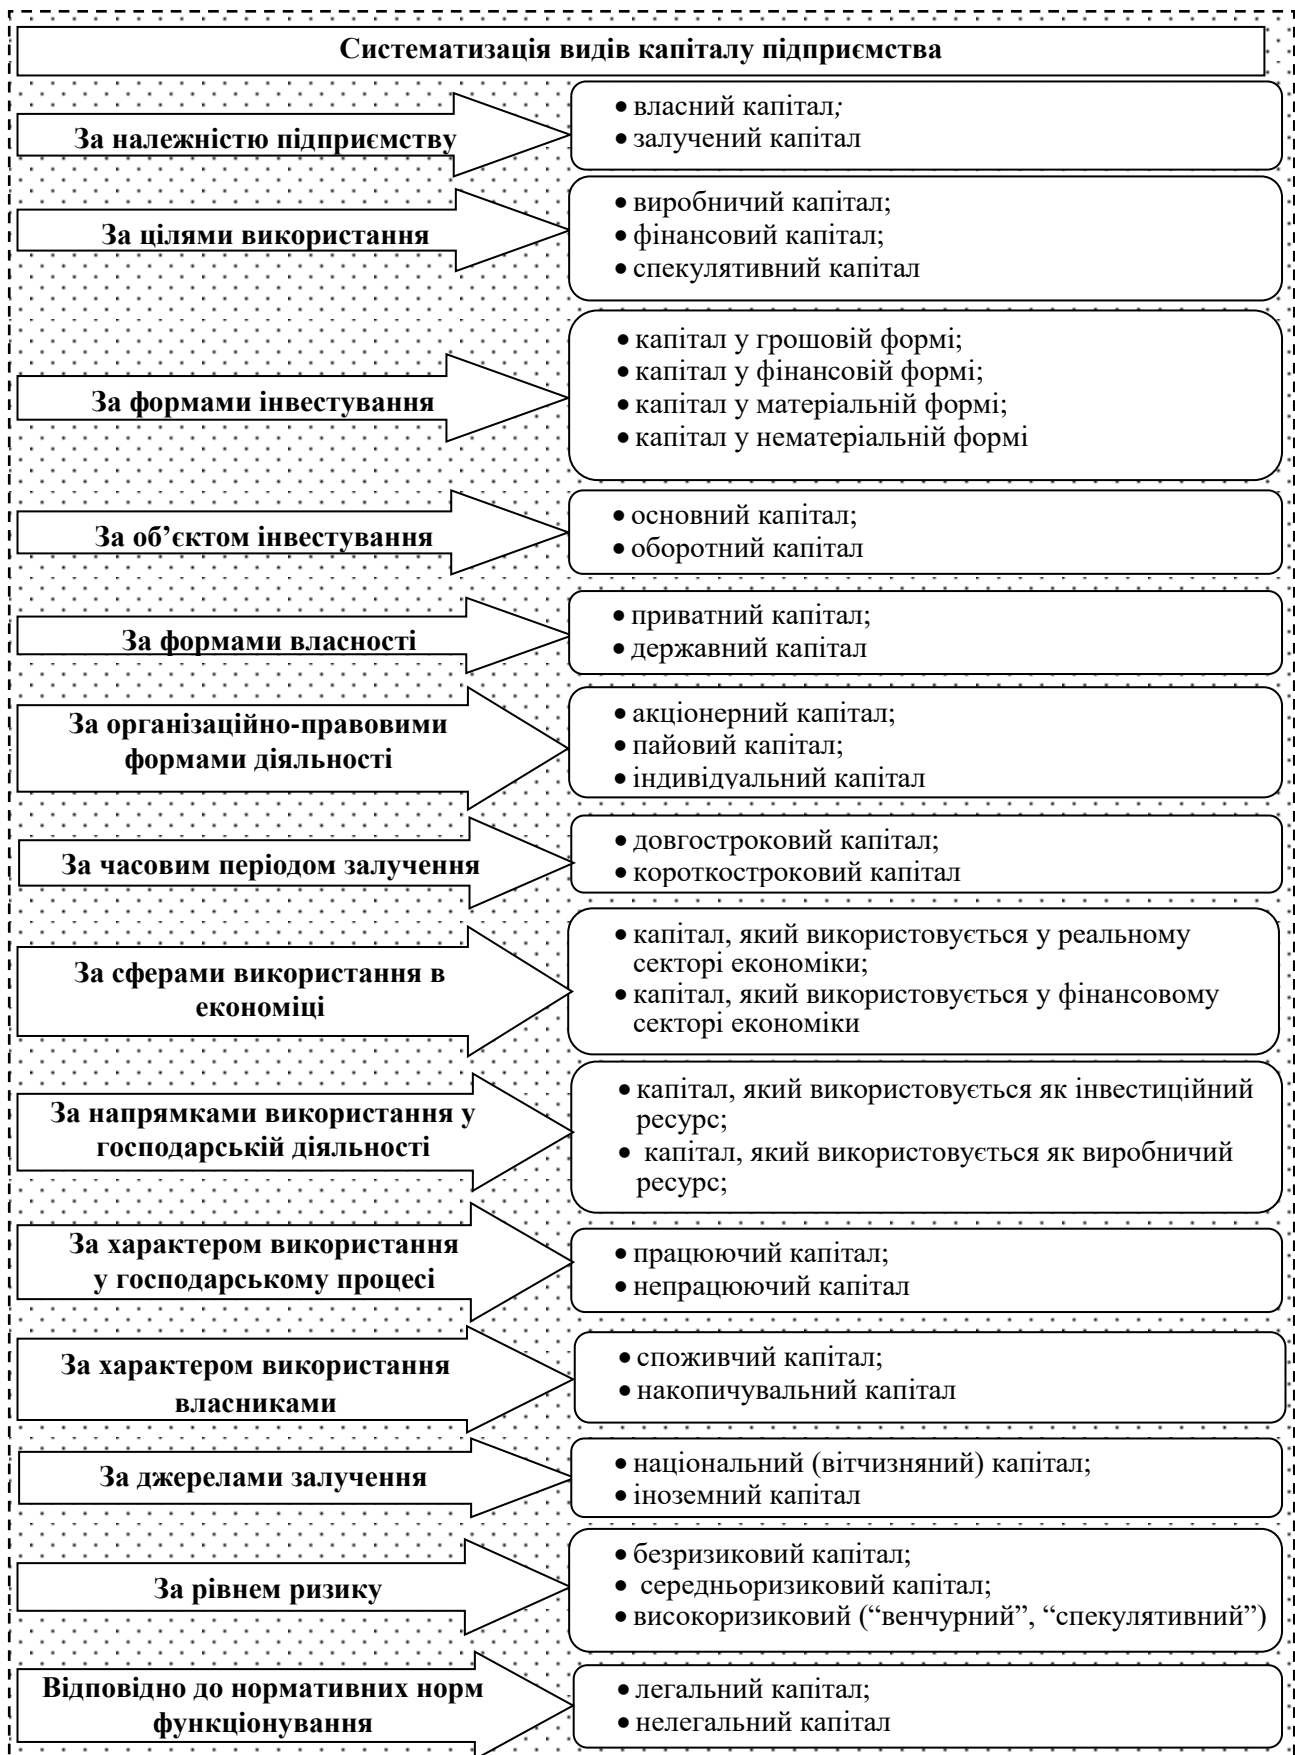 Систематизація видів капіталу підприємства
За належністю підприємству
• власний капітал;
• залучений капітал
За цілями використання
• виробничий капітал;
• фінансовий капітал;
• спекулятивний капітал
За формами інвестування
• капітал у грошовій формі;
• капітал у фінансовій формі;
• капітал у матеріальній формі;
• капітал у нематеріальній формі
За об’єктом інвестування
• основний капітал;
• оборотний капітал
За формами власності
• приватний капітал;
• державний капітал
За організаційно-правовими
формами діяльності
• акціонерний капітал;
• пайовий капітал;
• індивідуальний капітал
За часовим періодом залучення
• довгостроковий капітал;
• короткостроковий капітал
За сферами використання в
економіці
• капітал, який використовується у реальному
секторі економіки;
• капітал, який використовується у фінансовому
секторі економіки
За напрямками використання у
господарській діяльності
• капітал, який використовується як інвестиційний
ресурс;
• капітал, який використовується як виробничий
ресурс;
За характером використання
у господарському процесі
• працюючий капітал;
• непрацюючий капітал
За характером використання
власниками
• споживчий капітал;
• накопичувальний капітал
За джерелами залучення
• національний (вітчизняний) капітал;
• іноземний капітал
За рівнем ризику
• безризиковий капітал;
• середньоризиковий капітал;
• високоризиковий (“венчурний”, “спекулятивний”)
Відповідно до нормативних норм
функціонування
• легальний капітал;
• нелегальний капітал